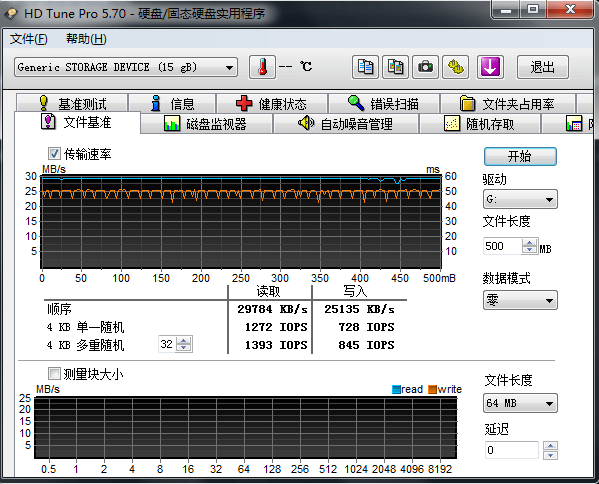 HD Tune Pro 5.70 - 硬盘/固态硬盘实用程序
文件(F) 帮助(H)
Generic STORAGE DEVICE (15 gB) -- ℃ 退出
基准测试 信息 健康状态 错误扫描 文件夹占用率
文件基准 磁盘监视器 自动噪音管理 随机存取
传输速率 开始
MB/s ms
驱动
G:
文件长度
500 MB
数据模式
零
30 60
25 50
20 40
15 30
10 20
5 10
0 50 100 150 200 250 300 350 400 450 500mB
读取 写入
顺序 29784 KB/s 25135 KB/s
4 KB 单一随机 1272 IOPS 728 IOPS
4 KB 多重随机 32 1393 IOPS 845 IOPS
测量块大小
MB/s read write
文件长度
64 MB
延迟
0
25
20
15
10
5
0.5 1 2 4 8 16 32 64 128 256 512 1024 2048 4096 8192